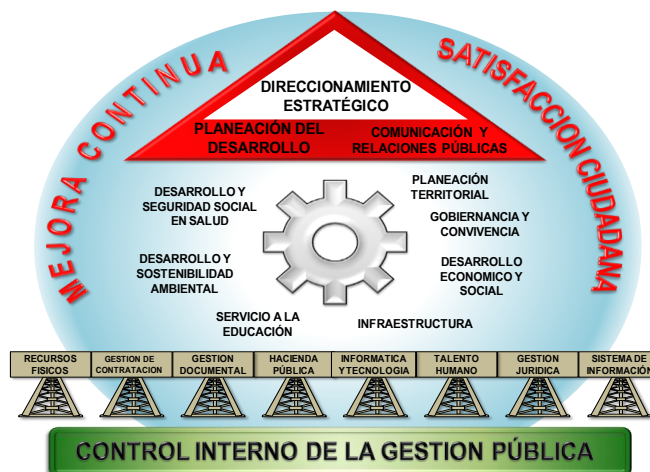 MEJORA CONTINUA
SATISFACCION CIUDADANA
DIRECCIONAMIENTO
ESTRATÉGICO
PLANEACIÓN DEL
DESARROLLO
COMUNICACIÓN Y
RELACIONES PÚBLICAS
DESARROLLO Y
SEGURIDAD SOCIAL
EN SALUD
PLANEACIÓN
TERRITORIAL
GOBIERNANCIA Y
CONVIVENCIA
DESARROLLO Y
SOSTENIBILIDAD
AMBIENTAL
DESARROLLO
ECONOMICO Y
SOCIAL
SERVICIO A LA
EDUCACIÓN
INFRAESTRUCTURA
RECURSOS
FISICOS
GESTION DE
CONTRATACION
GESTION
DOCUMENTAL
HACIENDA
PÚBLICA
INFORMATICA
Y TECNOLOGIA
TALENTO
HUMANO
GESTION
JURIDICA
SISTEMA DE
INFORMACIÓN
CONTROL INTERNO DE LA GESTION PÚBLICA